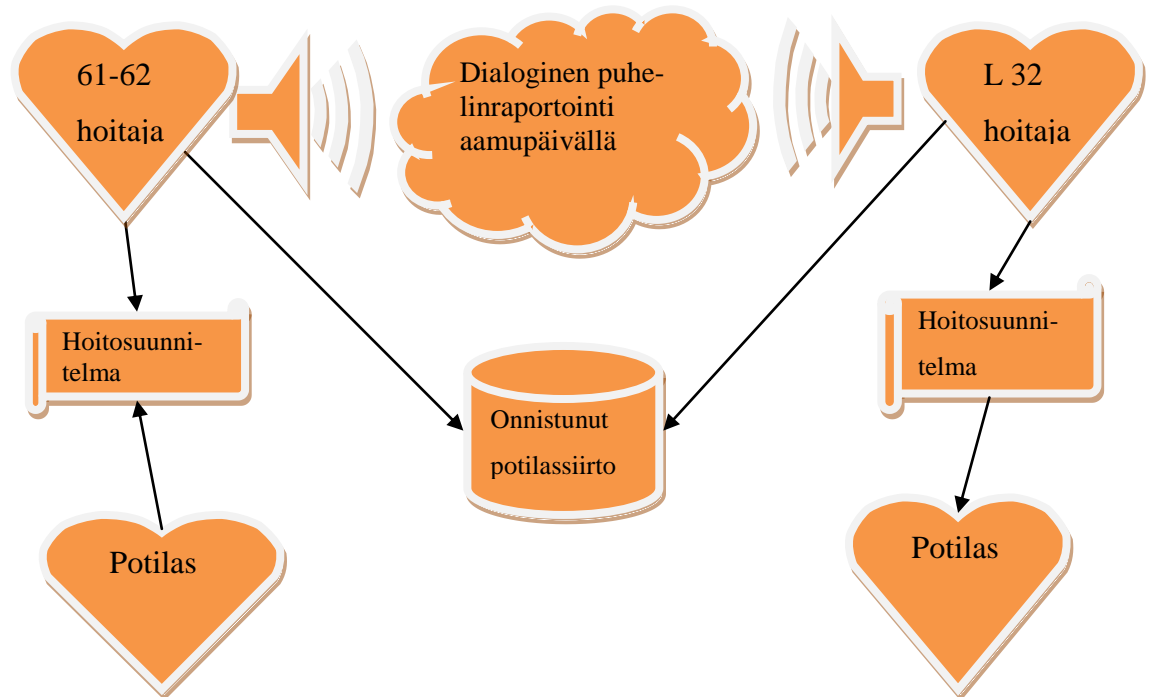 61-62
hoitaja
Dialoginen puhe-
linraportointi
aamupäivällä
L 32
hoitaja
Hoitosuunni-
telma
Hoitosuunni-
telma
Onnistunut
potilassiirto
Potilas
Potilas